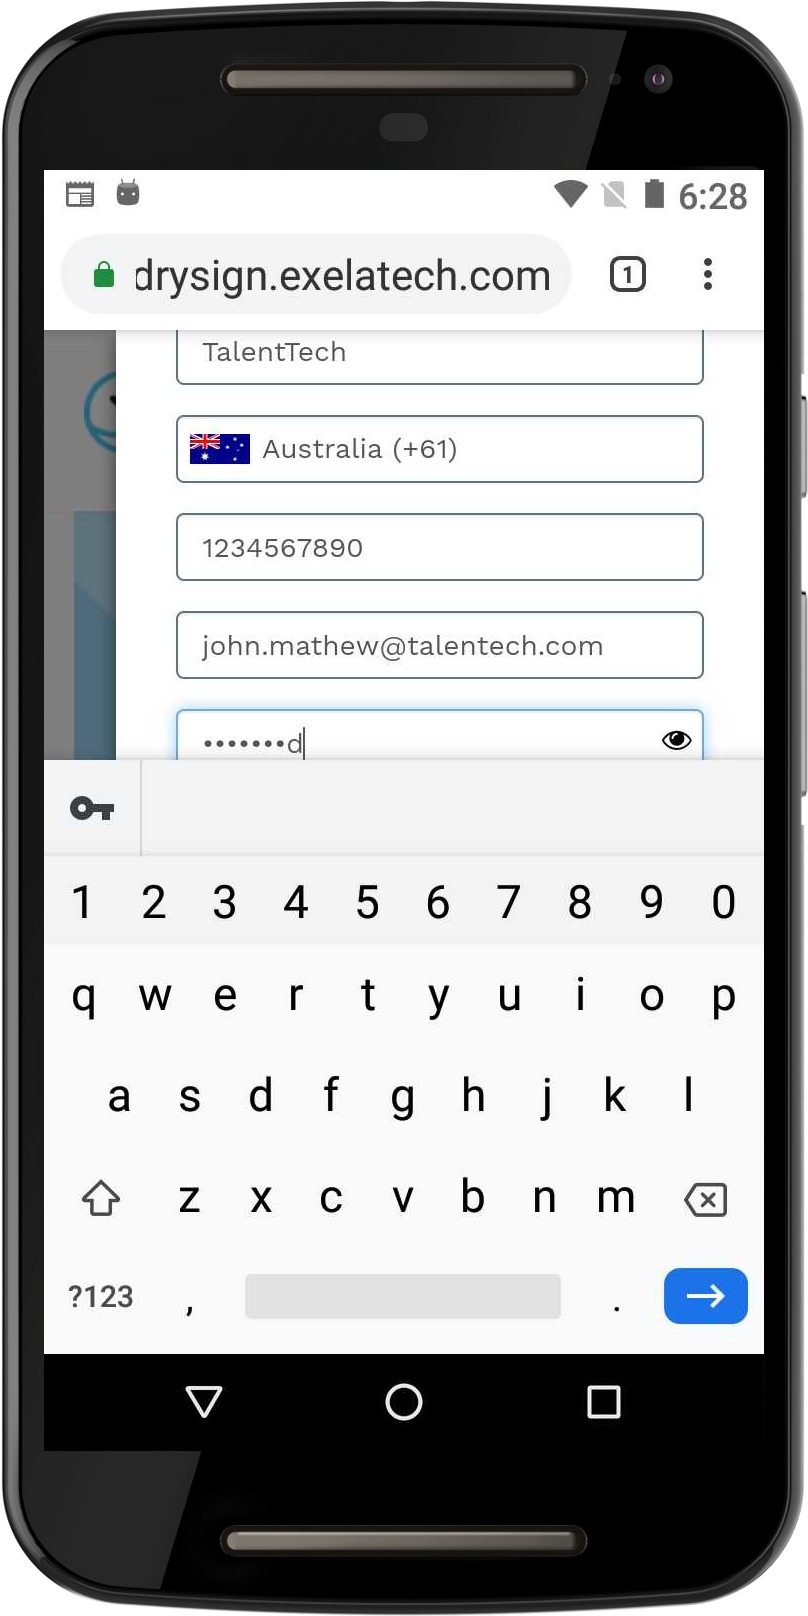 6:28
drysign.exelatech.com 1
TalentTech
Australia (+61)
1234567890
john.mathew@talentech.com
•••••••d
1 2 3 4 5 6 7 8 9 0
q w e r t y u i o p
a s d f g h j k l
z x c v b n m
?123 , .